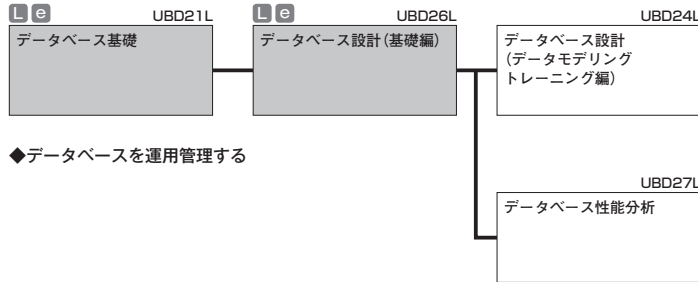 L e UBD21L
データベース基礎
L e UBD26L
データベース設計(基礎編)
UBD24L
データベース設計
(データモデリング
トレーニング編)
◆データベースを運用管理する
UBD27L
データベース性能分析